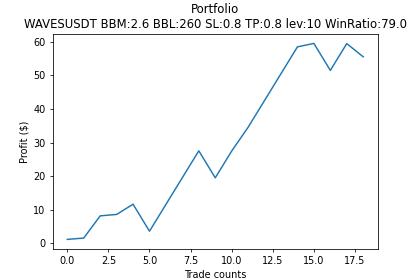 Portfolio
WAVESUSDT BBM:2.6 BBL:260 SL:0.8 TP:0.8 lev:10 WinRatio:79.0
60
50
40
30
20
10
0
Profit ($)
0.0 2.5 5.0 7.5 10.0 12.5 15.0 17.5
Trade counts